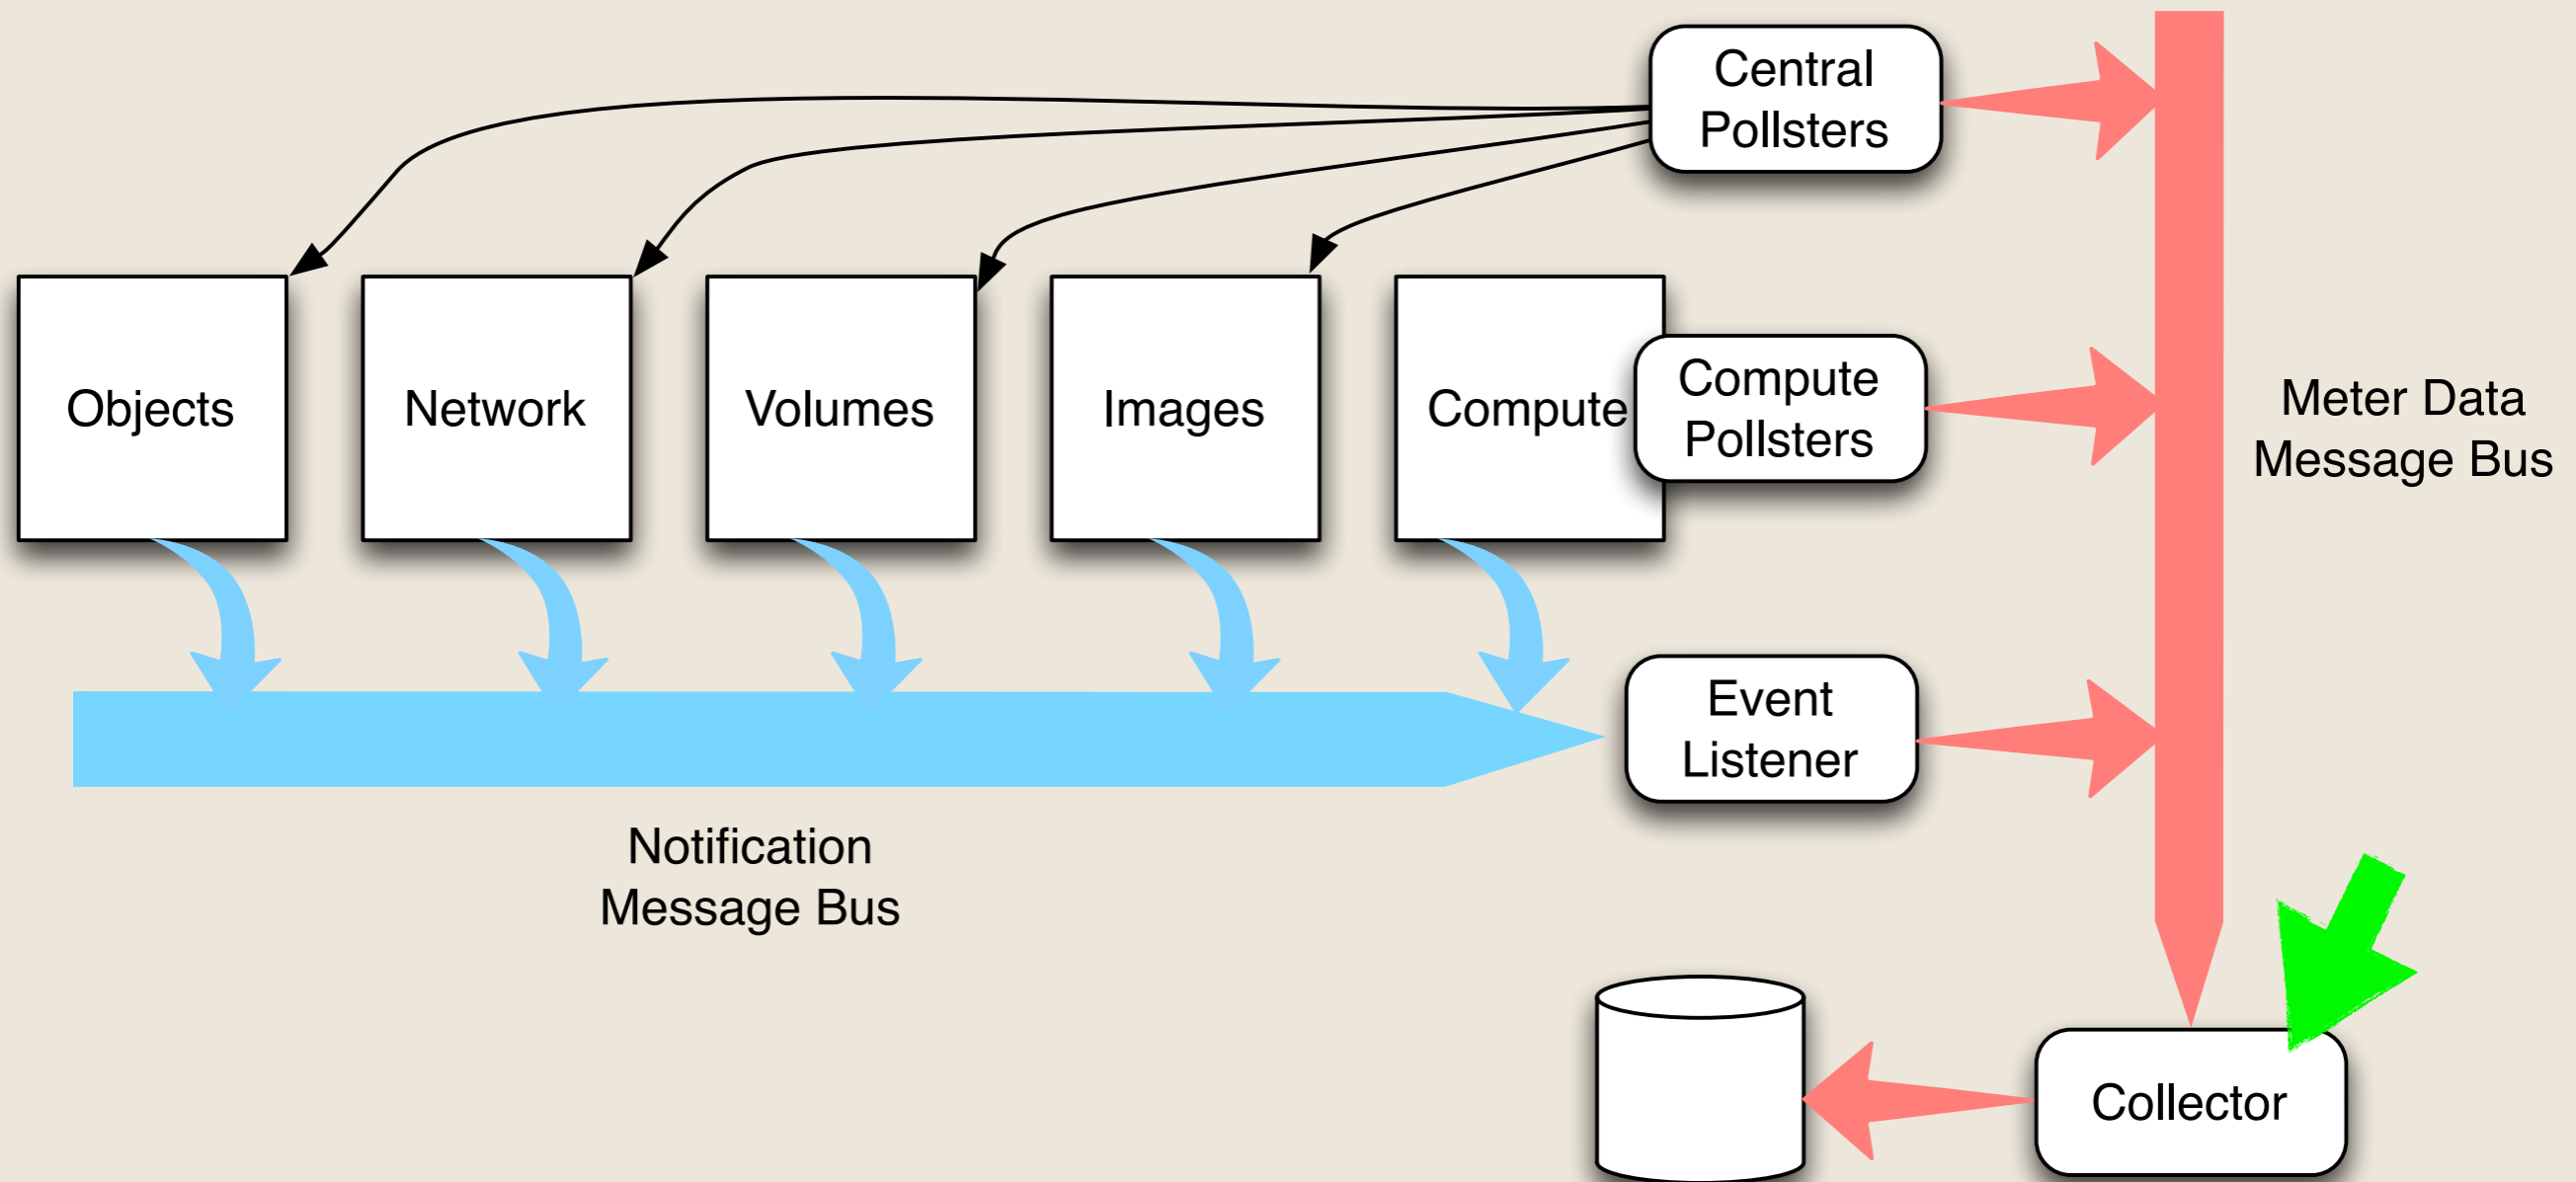 Central
Pollsters
Objects
Network
Volumes
Images
Compute
Compute
Pollsters
Meter Data
Message Bus
Event
Listener
Notification
Message Bus
Collector